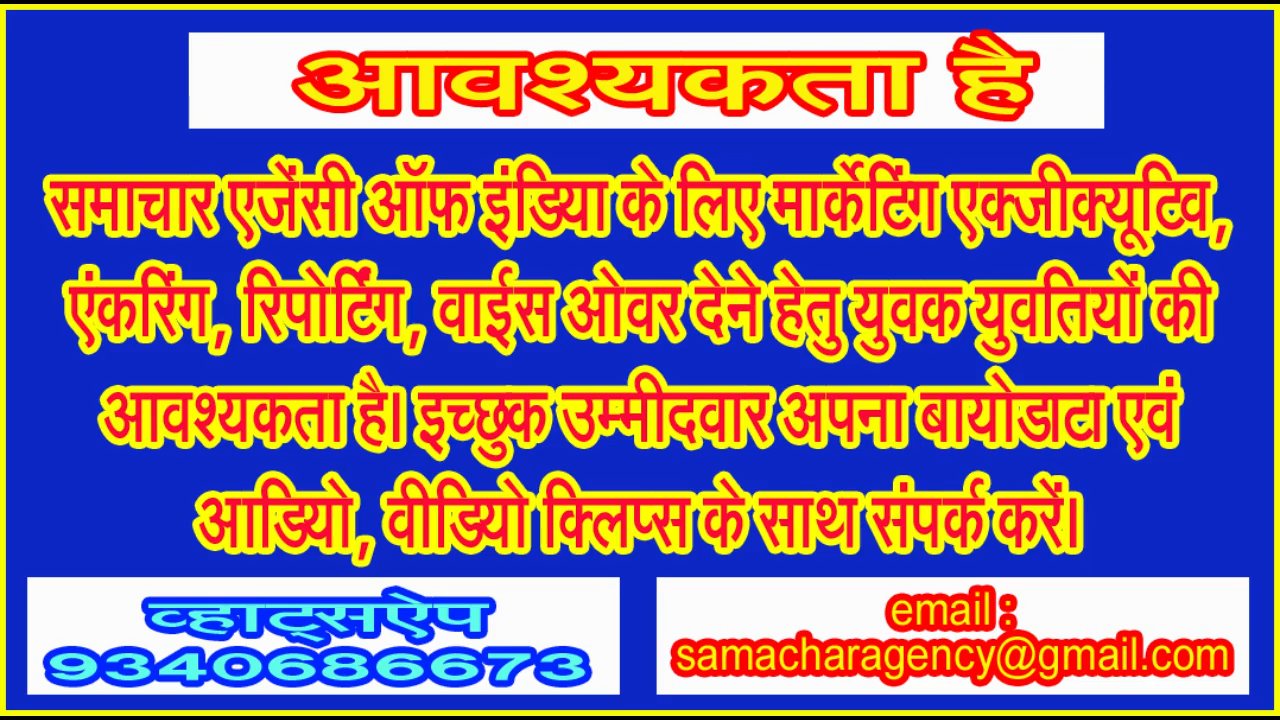 आवश्यकता है
समाचार एजेंसी ऑफ इंडिया के लिए मार्केटिंग एक्जीक्यूटिव,
एंकरिंग, रिपोर्टिंग, वाईस ओवर देने हेतु युवक युवतियों की
आवश्यकता है। इच्छुक उम्मीदवार अपना बायोडाटा एवं
आडियो, वीडियो क्लिप्स के साथ संपर्क करें।
व्हाट्सऐप
9340686673
email :
samacharagency@gmail.com